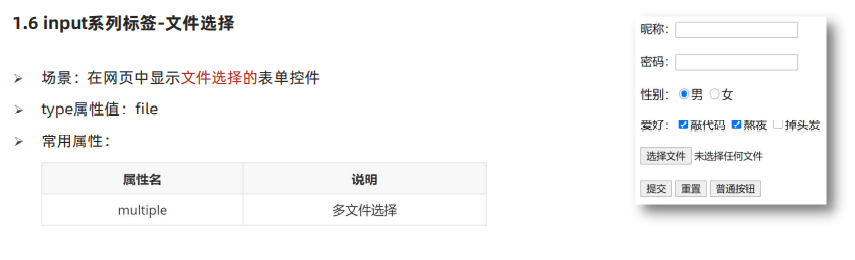 1.6 input系列标签-文件选择
场景：在网页中显示文件选择的表单控件
type属性值：file
常用属性：
属性名 说明
multiple 多文件选择
昵称：
密码：
性别： 男 女
爱好： 敲代码 熬夜 掉头发
选择文件 未选择任何文件
提交 重置 普通按钮